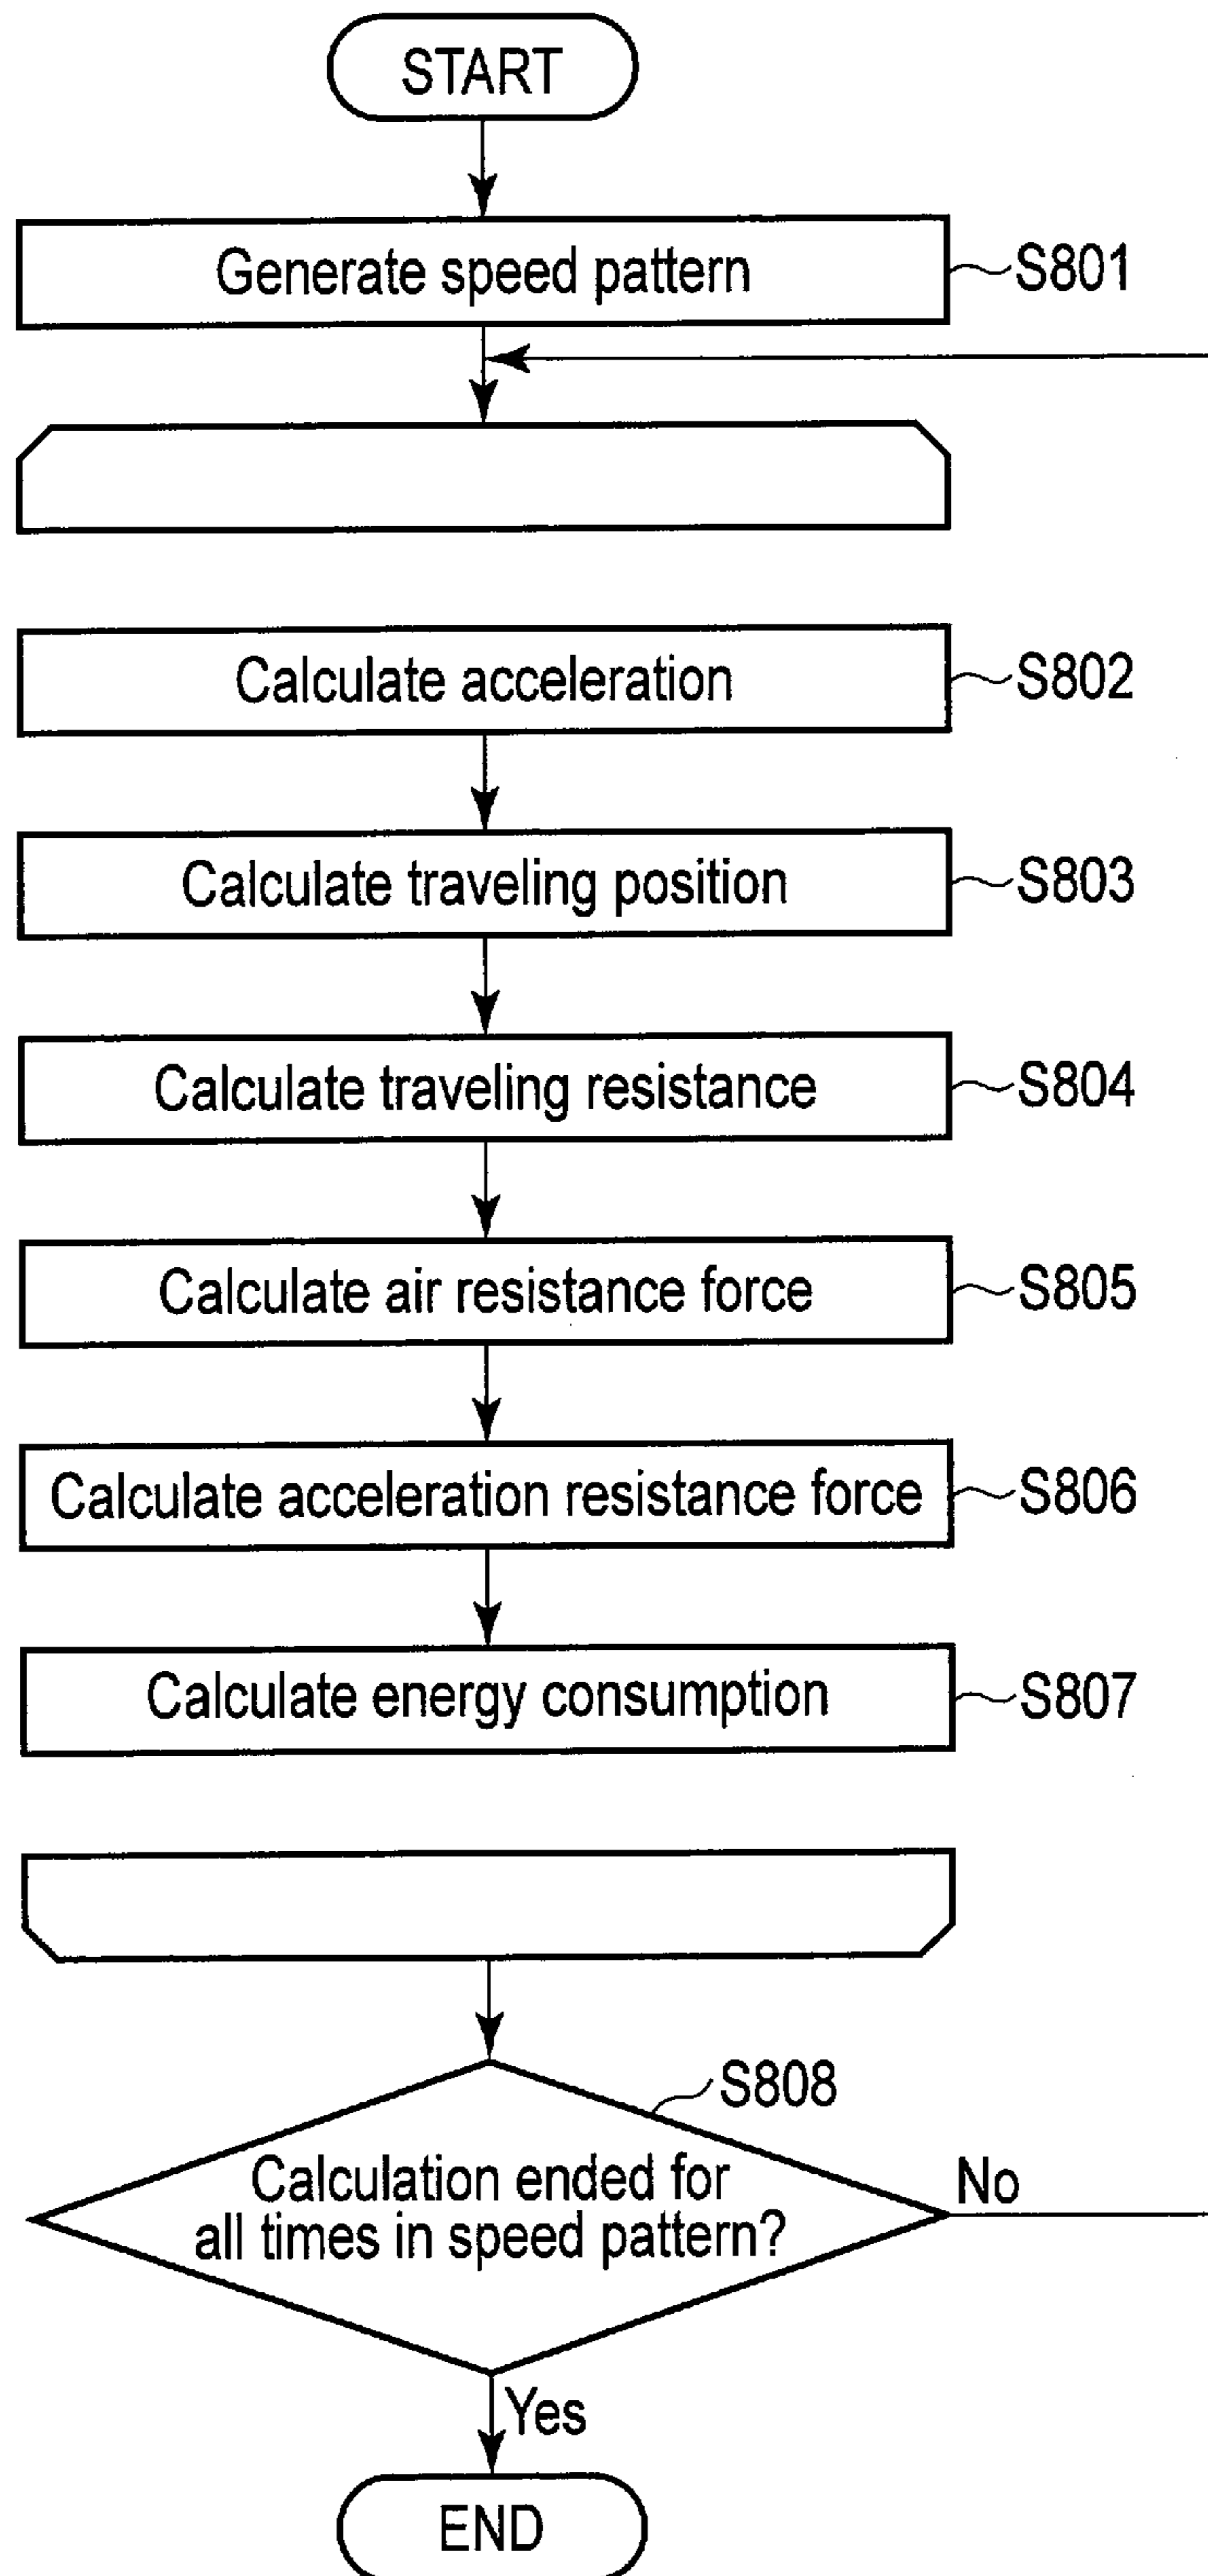 START
Generate speed pattern
S801
Calculate acceleration
S802
Calculate traveling position
S803
Calculate traveling resistance
S804
Calculate air resistance force
S805
Calculate acceleration resistance force
S806
Calculate energy consumption
S807
S808
Calculation ended for
all times in speed pattern?
No
Yes
END